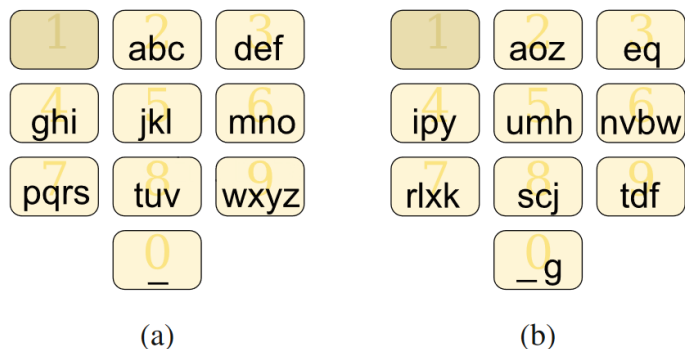 1 2 3 1 2 3
abc def aoz eq
4 5 6 4 5 6
ghi jkl mno ipy umh nvbw
7 8 9 7 8 9
pqrs tuv wxyz rlxk scj tdf
0 0
_ _ g
(a) (b)